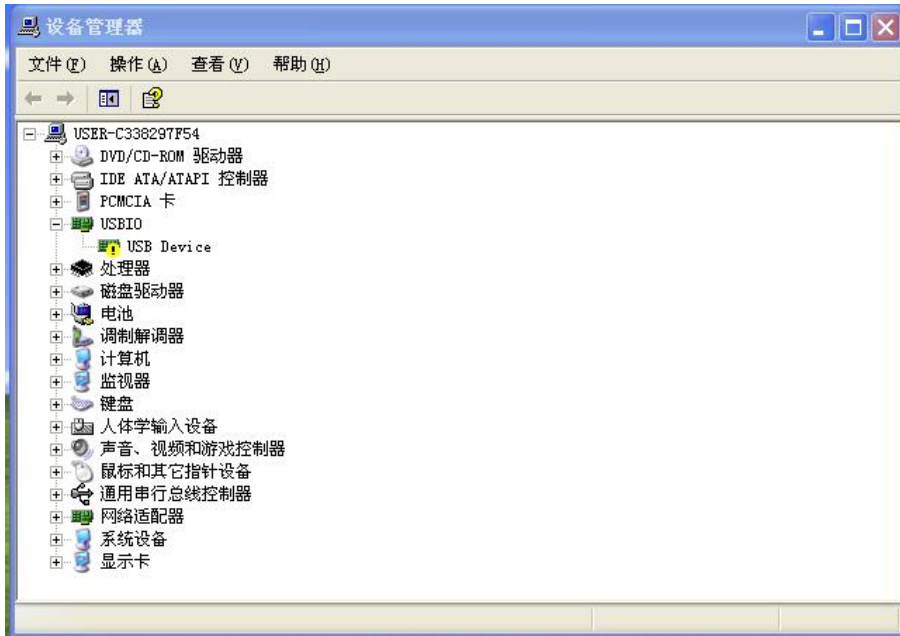 设备管理器
文件(F) 操作(A) 查看(V) 帮助(H)
USER-C338297F54
DVD/CD-ROM 驱动器
IDE ATA/ATAPI 控制器
PCMCIA 卡
USBIO
USB Device
处理器
磁盘驱动器
电池
调制解调器
计算机
监视器
键盘
人体学输入设备
声音、视频和游戏控制器
鼠标和其它指针设备
通用串行总线控制器
网络适配器
系统设备
显示卡